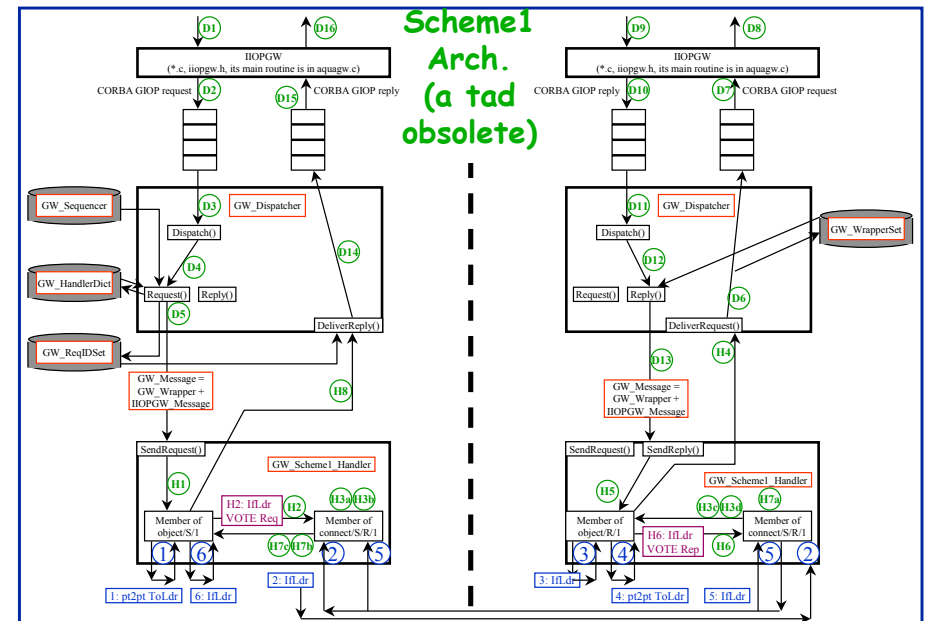 Scheme1
Arch.
(a tad
obsolete)
D1
D16
IIOPGW
(*.c, iiopgw.h, its main routine is in aquagw.c)
CORBA GIOP request
D2
D15
CORBA GIOP reply
D3
GW_Dispatcher
GW_Sequencer
Dispatch()
D4
D14
GW_HandlerDict
Request()
Reply()
D5
DeliverReply()
GW_ReqIDSet
GW_Message =
GW_Wrapper +
IIOPGW_Message
H8
SendRequest()
H1
GW_Scheme1_Handler
H2: IfLdr
VOTE Req
H2
H3a
H3b
Member of
object/S/1
Member of
connect/S/R/1
H7c
H7b
1
6
2
5
1: pt2pt ToLdr
6: IfLdr
2: IfLdr
D9
D8
IIOPGW
(*.c, iiopgw.h, its main routine is in aquagw.c)
CORBA GIOP reply
D10
D7
CORBA GIOP request
D11
GW_Dispatcher
GW_WrapperSet
Dispatch()
D12
Request()
Reply()
D6
DeliverRequest()
D13
H4
GW_Message =
GW_Wrapper +
IIOPGW_Message
SendRequest()
SendReply()
GW_Scheme1_Handler
H5
H3c
H3d
H7a
Member of
object/R/1
Member of
connect/S/R/1
H6: IfLdr
VOTE Rep
H6
3
4
5
2
3: IfLdr
4: pt2pt ToLdr
5: IfLdr